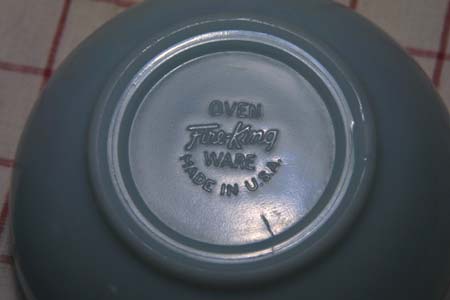 OVEN
Fire-King
WARE
MADE IN U.S.A.